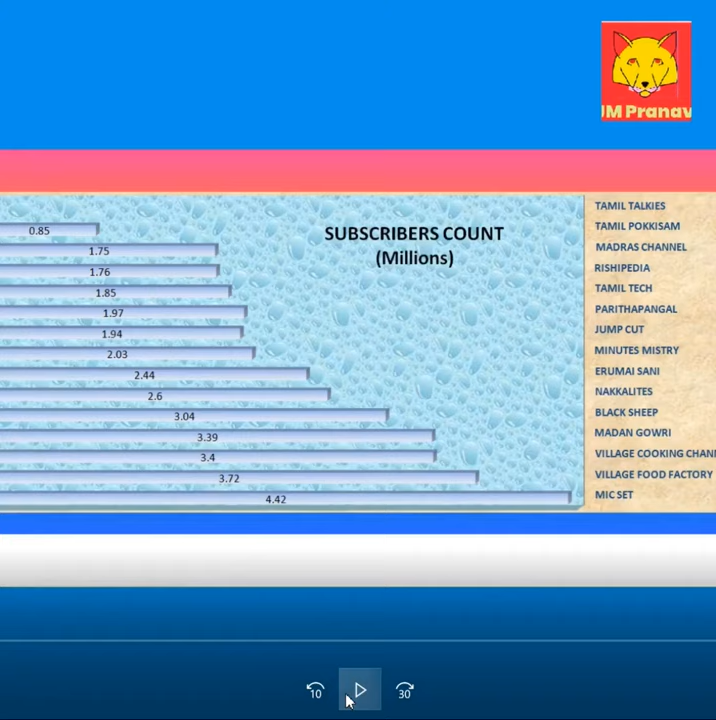 JM Pranav
SUBSCRIBERS COUNT
(Millions)
0.85
1.75
1.76
1.85
1.97
1.94
2.03
2.44
2.6
3.04
3.39
3.4
3.72
4.42
TAMIL TALKIES
TAMIL POKKISAM
MADRAS CHANNEL
RISHIPEDIA
TAMIL TECH
PARITHAPANGAL
JUMP CUT
MINUTES MISTRY
ERUMAI SANI
NAKKALITES
BLACK SHEEP
MADAN GOWRI
VILLAGE COOKING CHAN
VILLAGE FOOD FACTORY
MIC SET
10
30